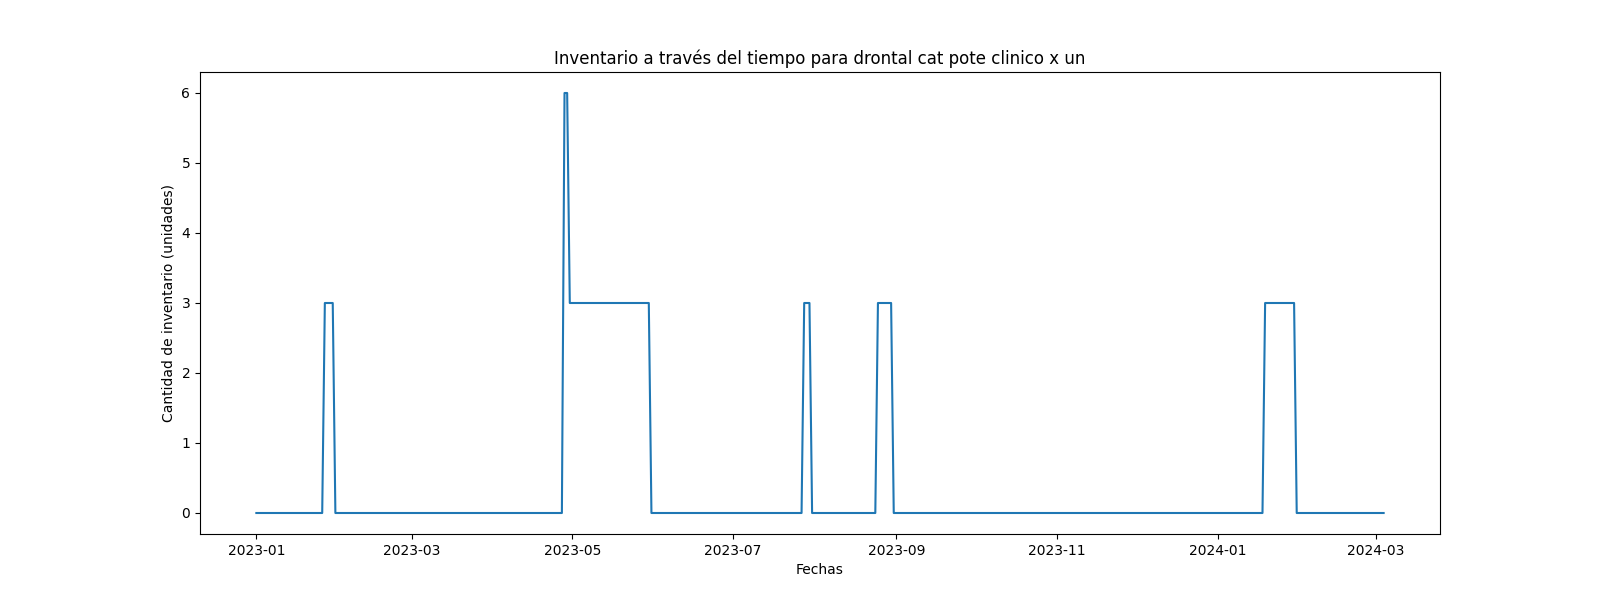 Inventario a través del tiempo para drontal cat pote clinico x un
Cantidad de inventario (unidades)
6
5
4
3
2
1
0
2023-01 2023-03 2023-05 2023-07 2023-09 2023-11 2024-01 2024-03
Fechas